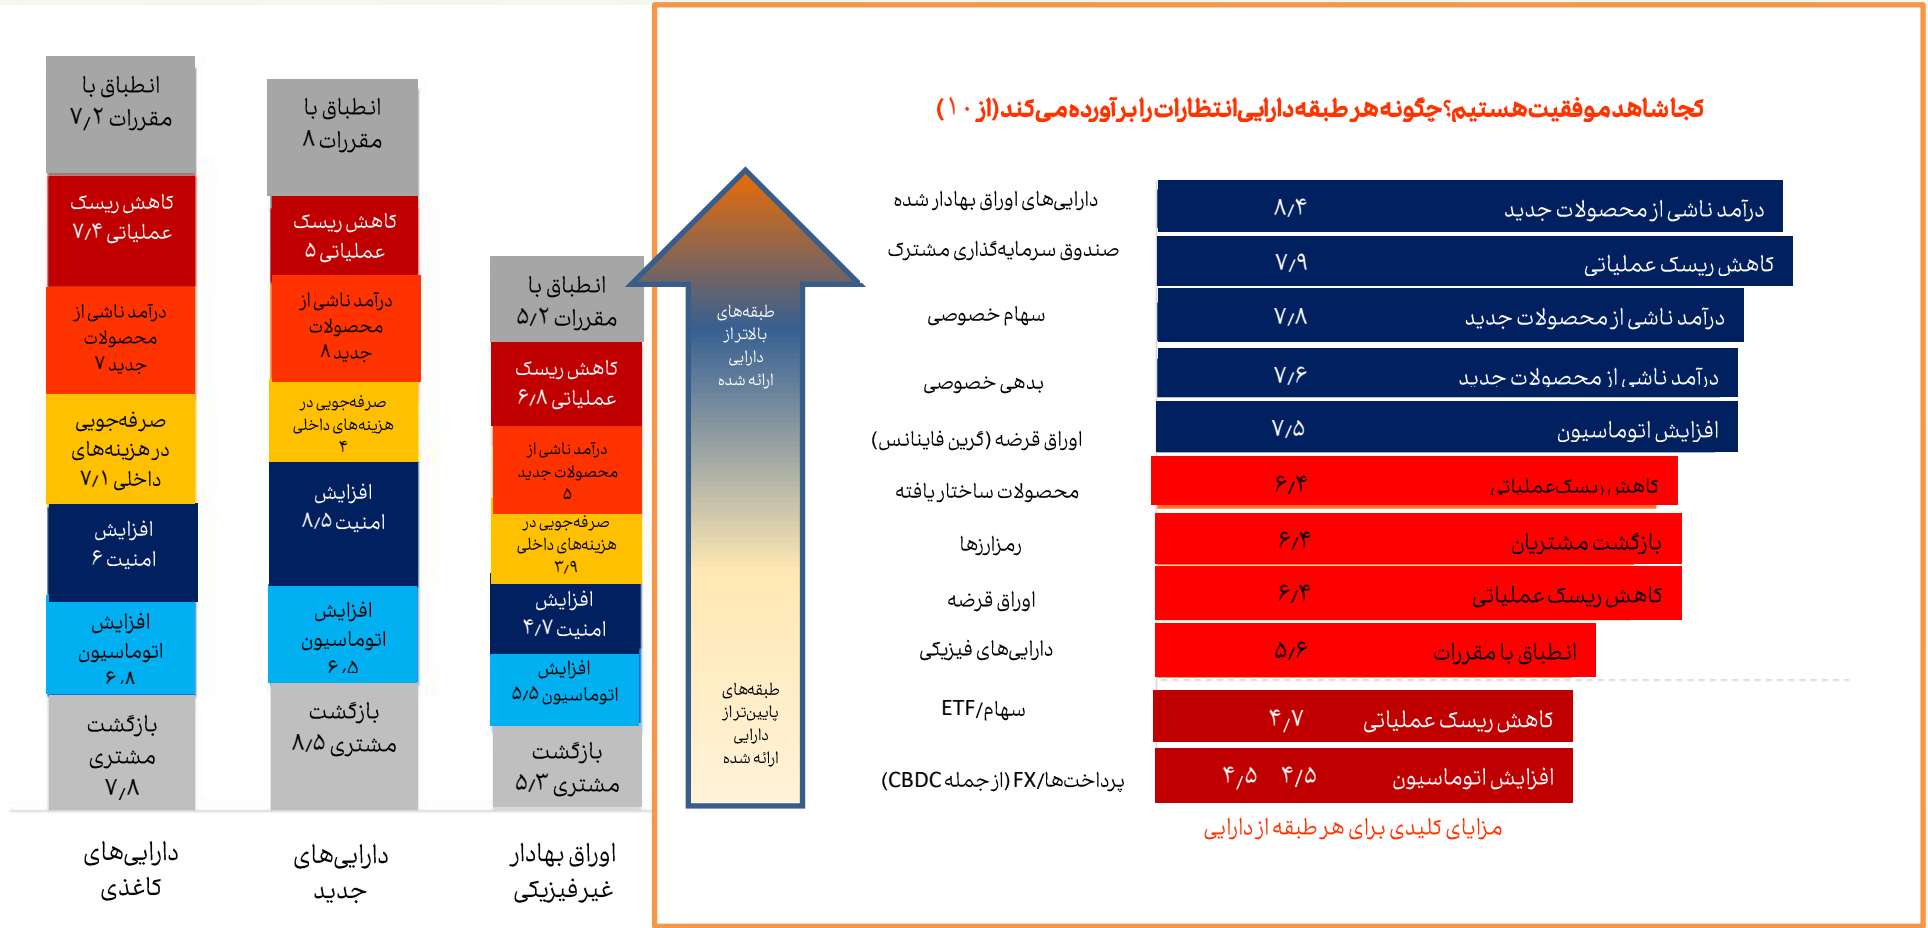 کجا شاهد موفقیت هستیم؟ چگونه هر طبقه دارایی انتظارات را برآورده می‌کند (از ۱۰)
دارایی‌های اوراق بهادار شده
درآمد ناشی از محصولات جدید ۸٫۴
صندوق سرمایه‌گذاری مشترک
کاهش ریسک عملیاتی ۷٫۹
سهام خصوصی
درآمد ناشی از محصولات جدید ۷٫۸
بدهی خصوصی
درآمد ناشی از محصولات جدید ۷٫۶
اوراق قرضه (گرین فاینانس)
افزایش اتوماسیون ۷٫۵
محصولات ساختار یافته
کاهش ریسک عملیاتی ۶٫۴
رمزارزها
بازگشت مشتریان ۶٫۴
اوراق قرضه
کاهش ریسک عملیاتی ۶٫۴
دارایی‌های فیزیکی
انطباق با مقررات ۵٫۶
سهام/ETF
کاهش ریسک عملیاتی ۴٫۷
پرداخت‌ها/FX (از جمله CBDC)
افزایش اتوماسیون ۴٫۵ ۴٫۵
مزایای کلیدی برای هر طبقه از دارایی
طبقه‌های
بالاتر از
دارایی
ارائه شده
طبقه‌های
پایین‌تر از
دارایی
ارائه شده
انطباق با
مقررات ۵٫۲
کاهش ریسک
عملیاتی ۶٫۸
درآمد ناشی از
محصولات جدید
۵
صرفه‌جویی در
هزینه‌های داخلی
۳٫۹
افزایش
امنیت ۴٫۷
افزایش
اتوماسیون ۵٫۵
بازگشت
مشتری ۵٫۳
اوراق بهادار
غیر فیزیکی
انطباق با
مقررات ۸
کاهش ریسک
عملیاتی ۵
درآمد ناشی از
محصولات
جدید ۸
صرفه‌جویی در
هزینه‌های داخلی
۴
افزایش
امنیت ۸٫۵
افزایش
اتوماسیون
۶٫۵
بازگشت
مشتری ۸٫۵
دارایی‌های
جدید
انطباق با
مقررات ۷٫۲
کاهش ریسک
عملیاتی ۷٫۴
درآمد ناشی از
محصولات
جدید ۷
صرفه‌جویی
در هزینه‌های
داخلی ۷٫۱
افزایش
امنیت ۶
افزایش
اتوماسیون
۶٫۸
بازگشت
مشتری
۷٫۸
دارایی‌های
کاغذی